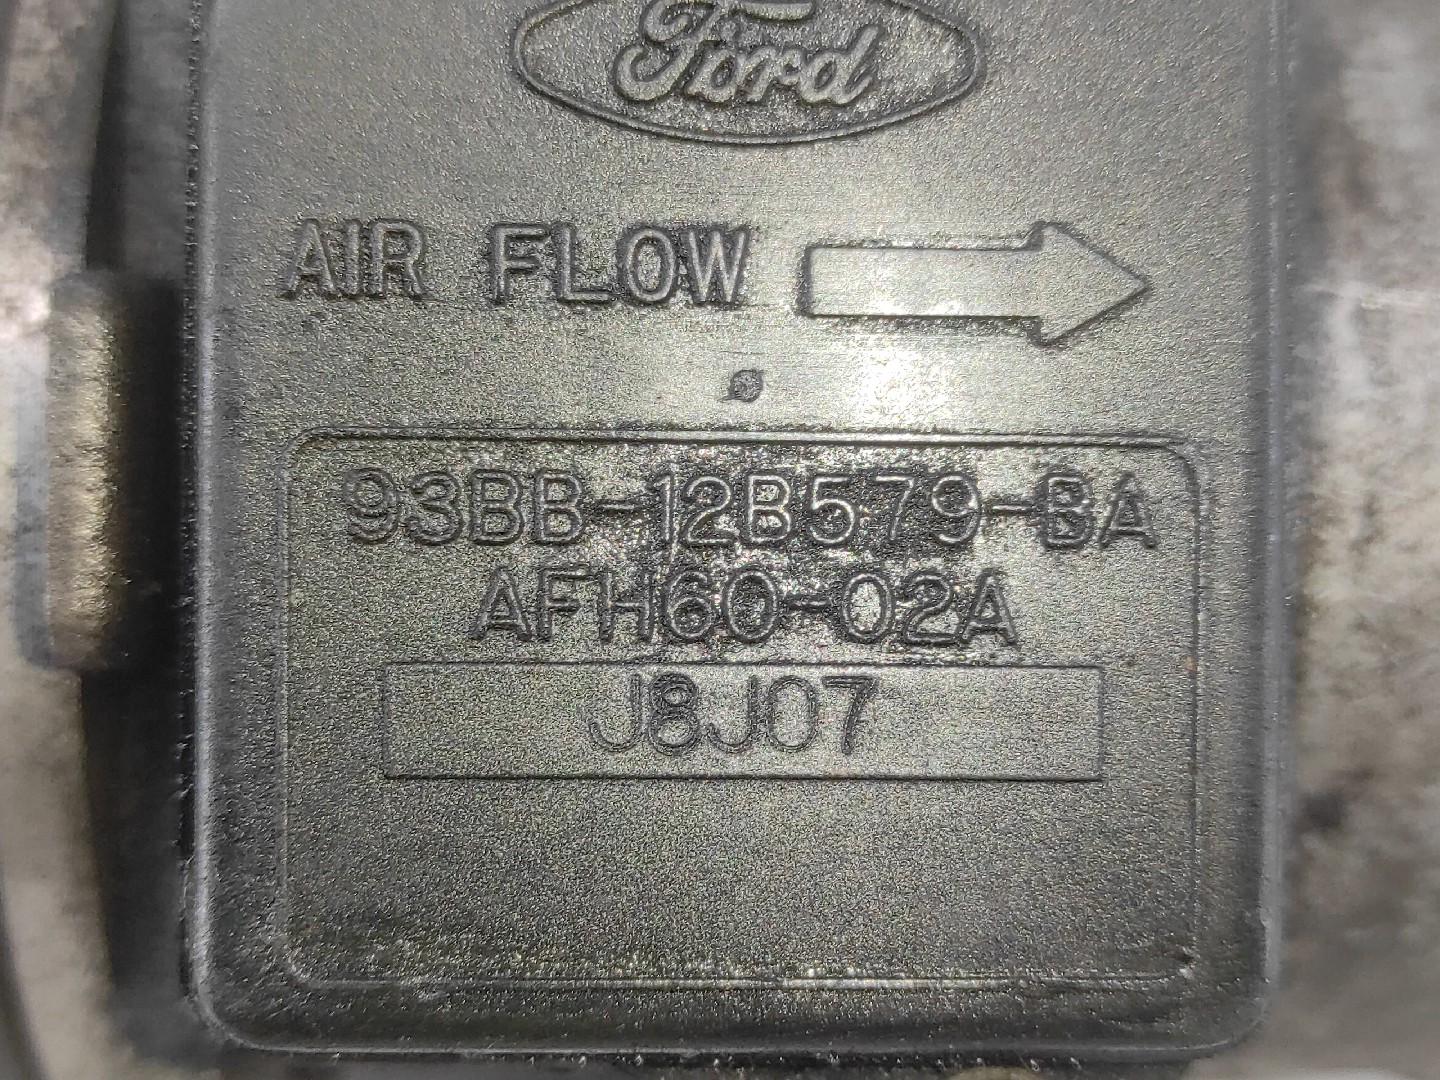 Ford
AIR FLOW
93BB-12B579-BA
AFH60-02A
J8J07